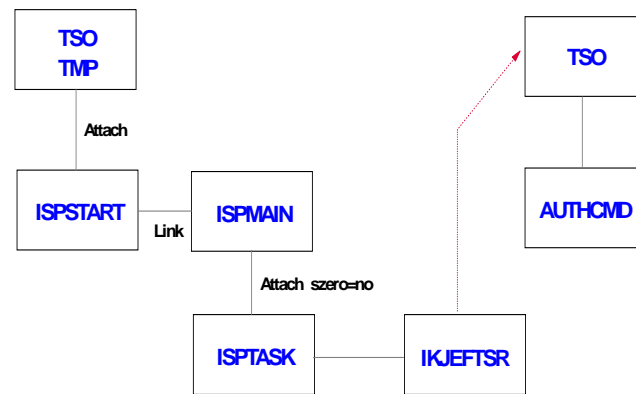 TSO
TMP
TSO
Attach
ISPSTART
ISPMAIN
AUTHCMD
Link
Attach szero=no
ISPTASK
IKJEFTSR